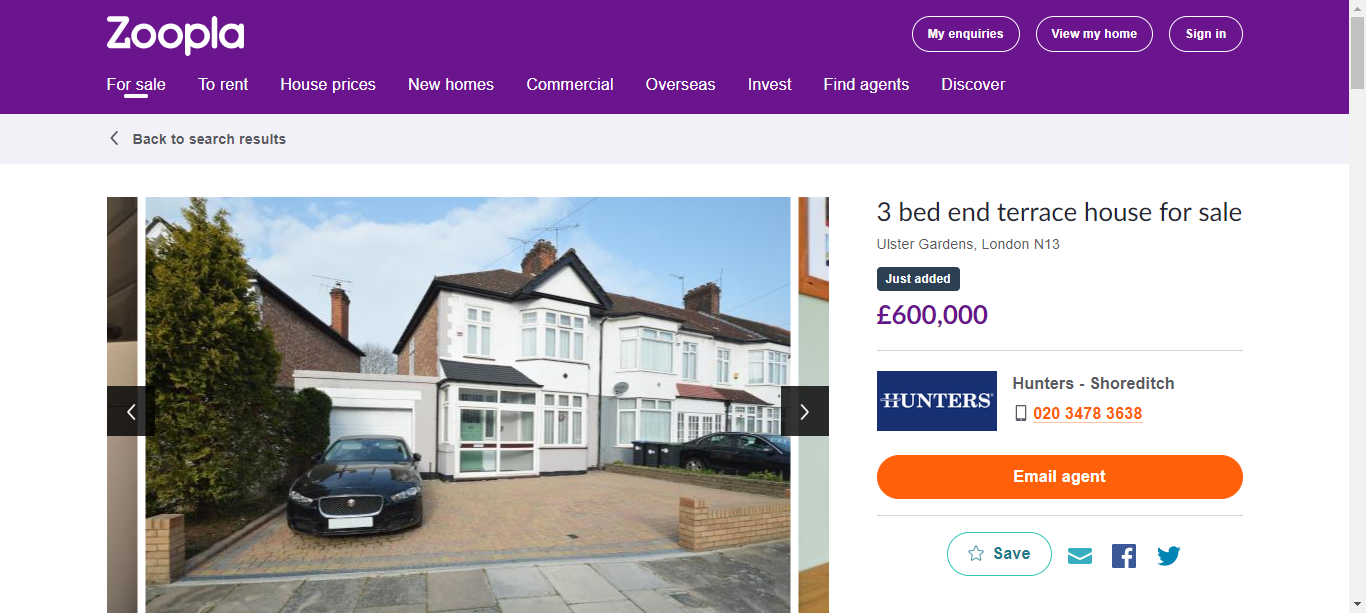 Zoopla
My enquiries
View my home
Sign in
For sale
To rent
House prices
New homes
Commercial
Overseas
Invest
Find agents
Discover
Back to search results
3 bed end terrace house for sale
Ulster Gardens, London N13
Just added
£600,000
HUNTERS
Hunters - Shoreditch
020 3478 3638
Email agent
Save